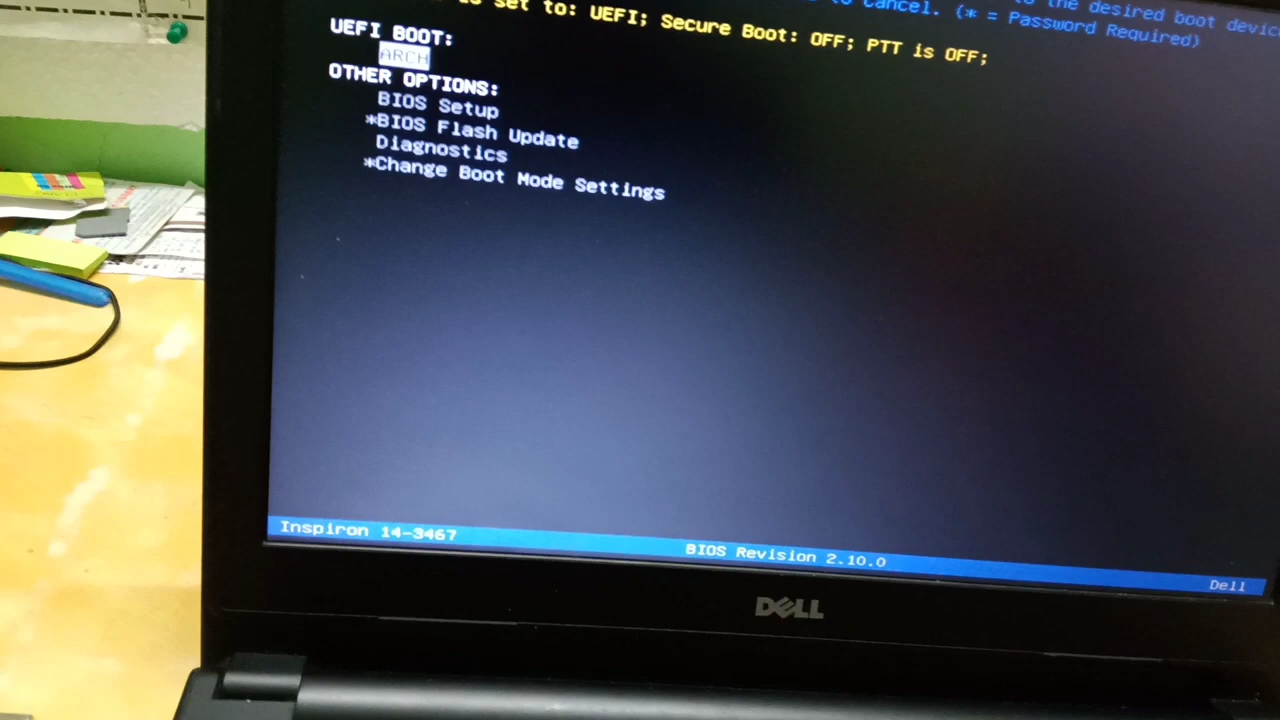 the desired boot devic
to cancel. (* = Password Required)
is set to: UEFI; Secure Boot: OFF; PTT is OFF;
UEFI BOOT:
ARCH
OTHER OPTIONS:
BIOS Setup
*BIOS Flash Update
Diagnostics
*Change Boot Mode Settings
Inspiron 14-3467
BIOS Revision 2.10.0
Dell
DELL